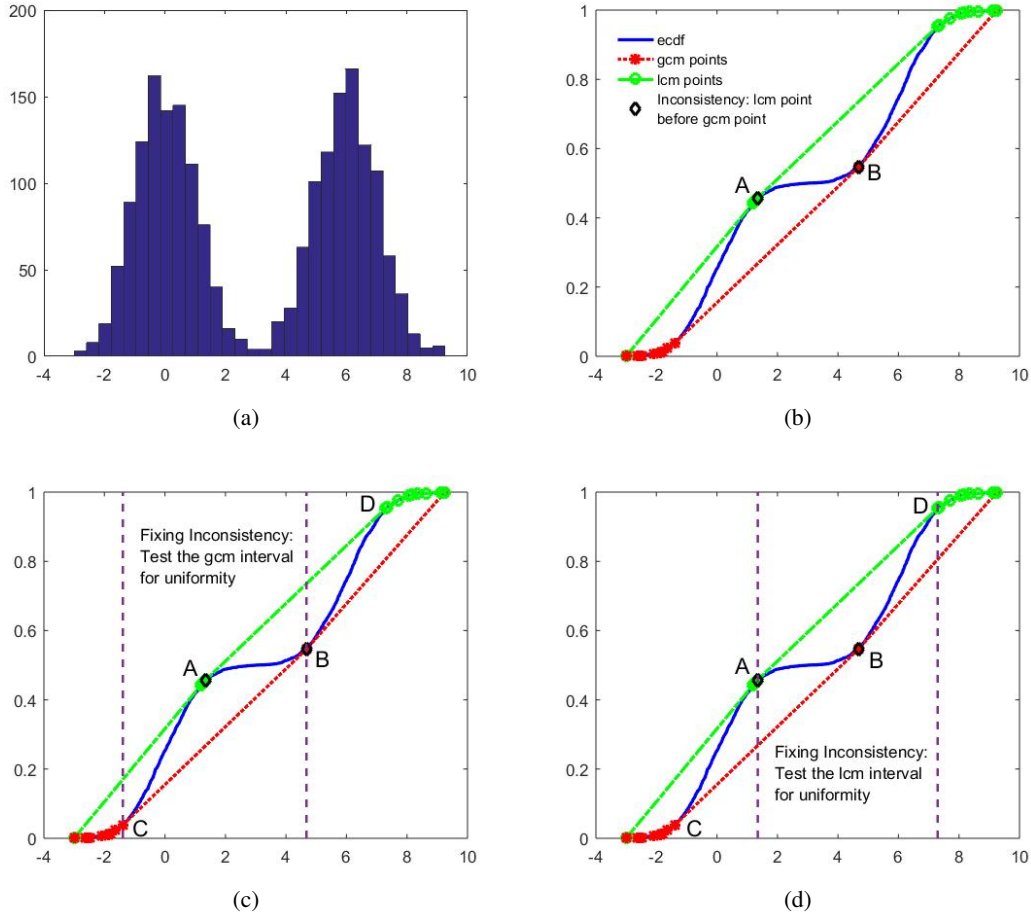 200
150
100
50
0
-4 -2 0 2 4 6 8 10
(a)
1
0.8
0.6
0.4
0.2
0
-4 -2 0 2 4 6 8 10
ecdf
gcm points
lcm points
Inconsistency: lcm point
before gcm point
A
B
(b)
1
0.8
0.6
0.4
0.2
0
-4 -2 0 2 4 6 8 10
D
Fixing Inconsistency:
Test the gcm interval
for uniformity
A
B
C
(c)
1
0.8
0.6
0.4
0.2
0
-4 -2 0 2 4 6 8 10
D
A
B
Fixing Inconsistency:
Test the lcm interval
for uniformity
C
(d)